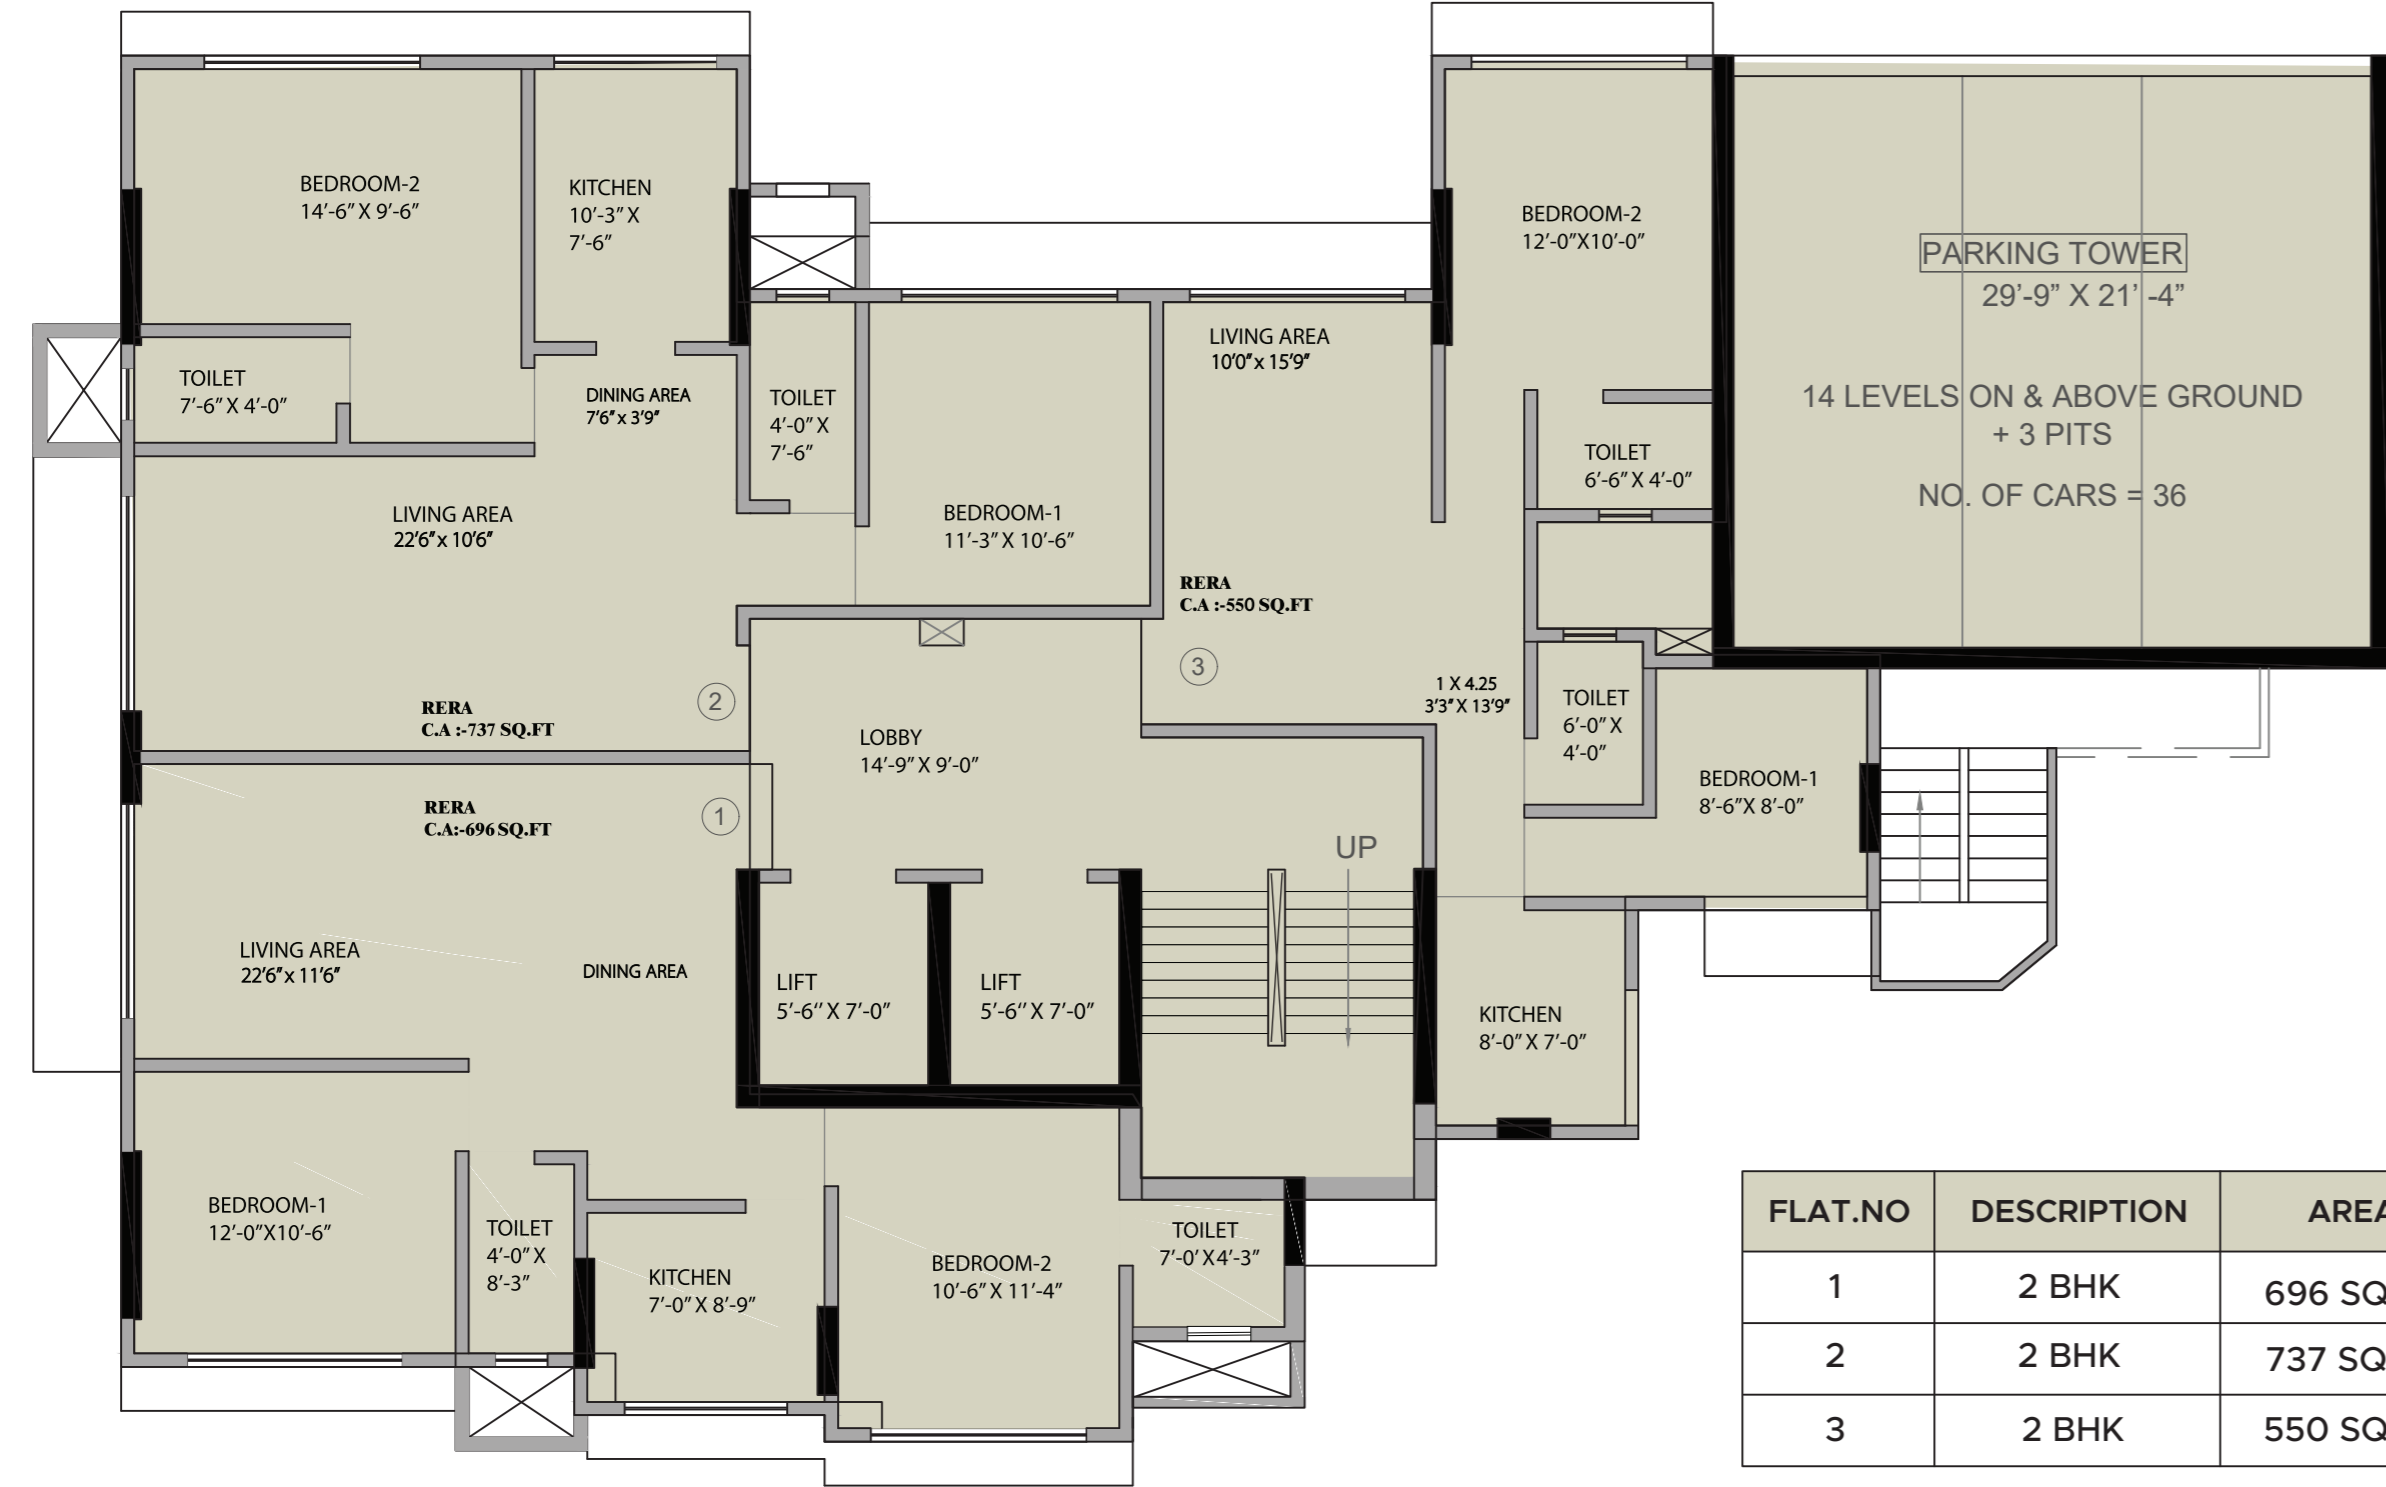 BEDROOM-2
14'-6" X 9'-6"
KITCHEN
10'-3" X
7'-6"
BEDROOM-2
12'-0"X10'-0"
PARKING TOWER
29'-9" X 21' -4"
14 LEVELS ON & ABOVE GROUND
+ 3 PITS
NO. OF CARS = 36
LIVING AREA
10'0" x 15'9"
TOILET
7'-6" X 4'-0"
DINING AREA
7'6" x 3'9"
TOILET
4'-0" X
7'-6"
TOILET
6'-6" X 4'-0"
LIVING AREA
22'6" x 10'6"
BEDROOM-1
11'-3" X 10'-6"
RERA
C.A :-550 SQ.FT
3
1 X 4.25
3'3" X 13'9"
TOILET
6'-0" X
4'-0"
RERA
C.A :-737 SQ.FT
2
LOBBY
14'-9" X 9'-0"
BEDROOM-1
8'-6"X 8'-0"
RERA
C.A:-696 SQ.FT
1
UP
LIVING AREA
22'6" x 11'6"
DINING AREA
LIFT
5'-6'' X 7'-0"
LIFT
5'-6'' X 7'-0"
KITCHEN
8'-0" X 7'-0"
BEDROOM-1
12'-0"X10'-6"
TOILET
4'-0" X
8'-3"
KITCHEN
7'-0" X 8'-9"
BEDROOM-2
10'-6" X 11'-4"
TOILET
7'-0' X 4'-3"
FLAT.NO DESCRIPTION AREA
1 2 BHK 696 SQ
2 2 BHK 737 SQ
3 2 BHK 550 SQ